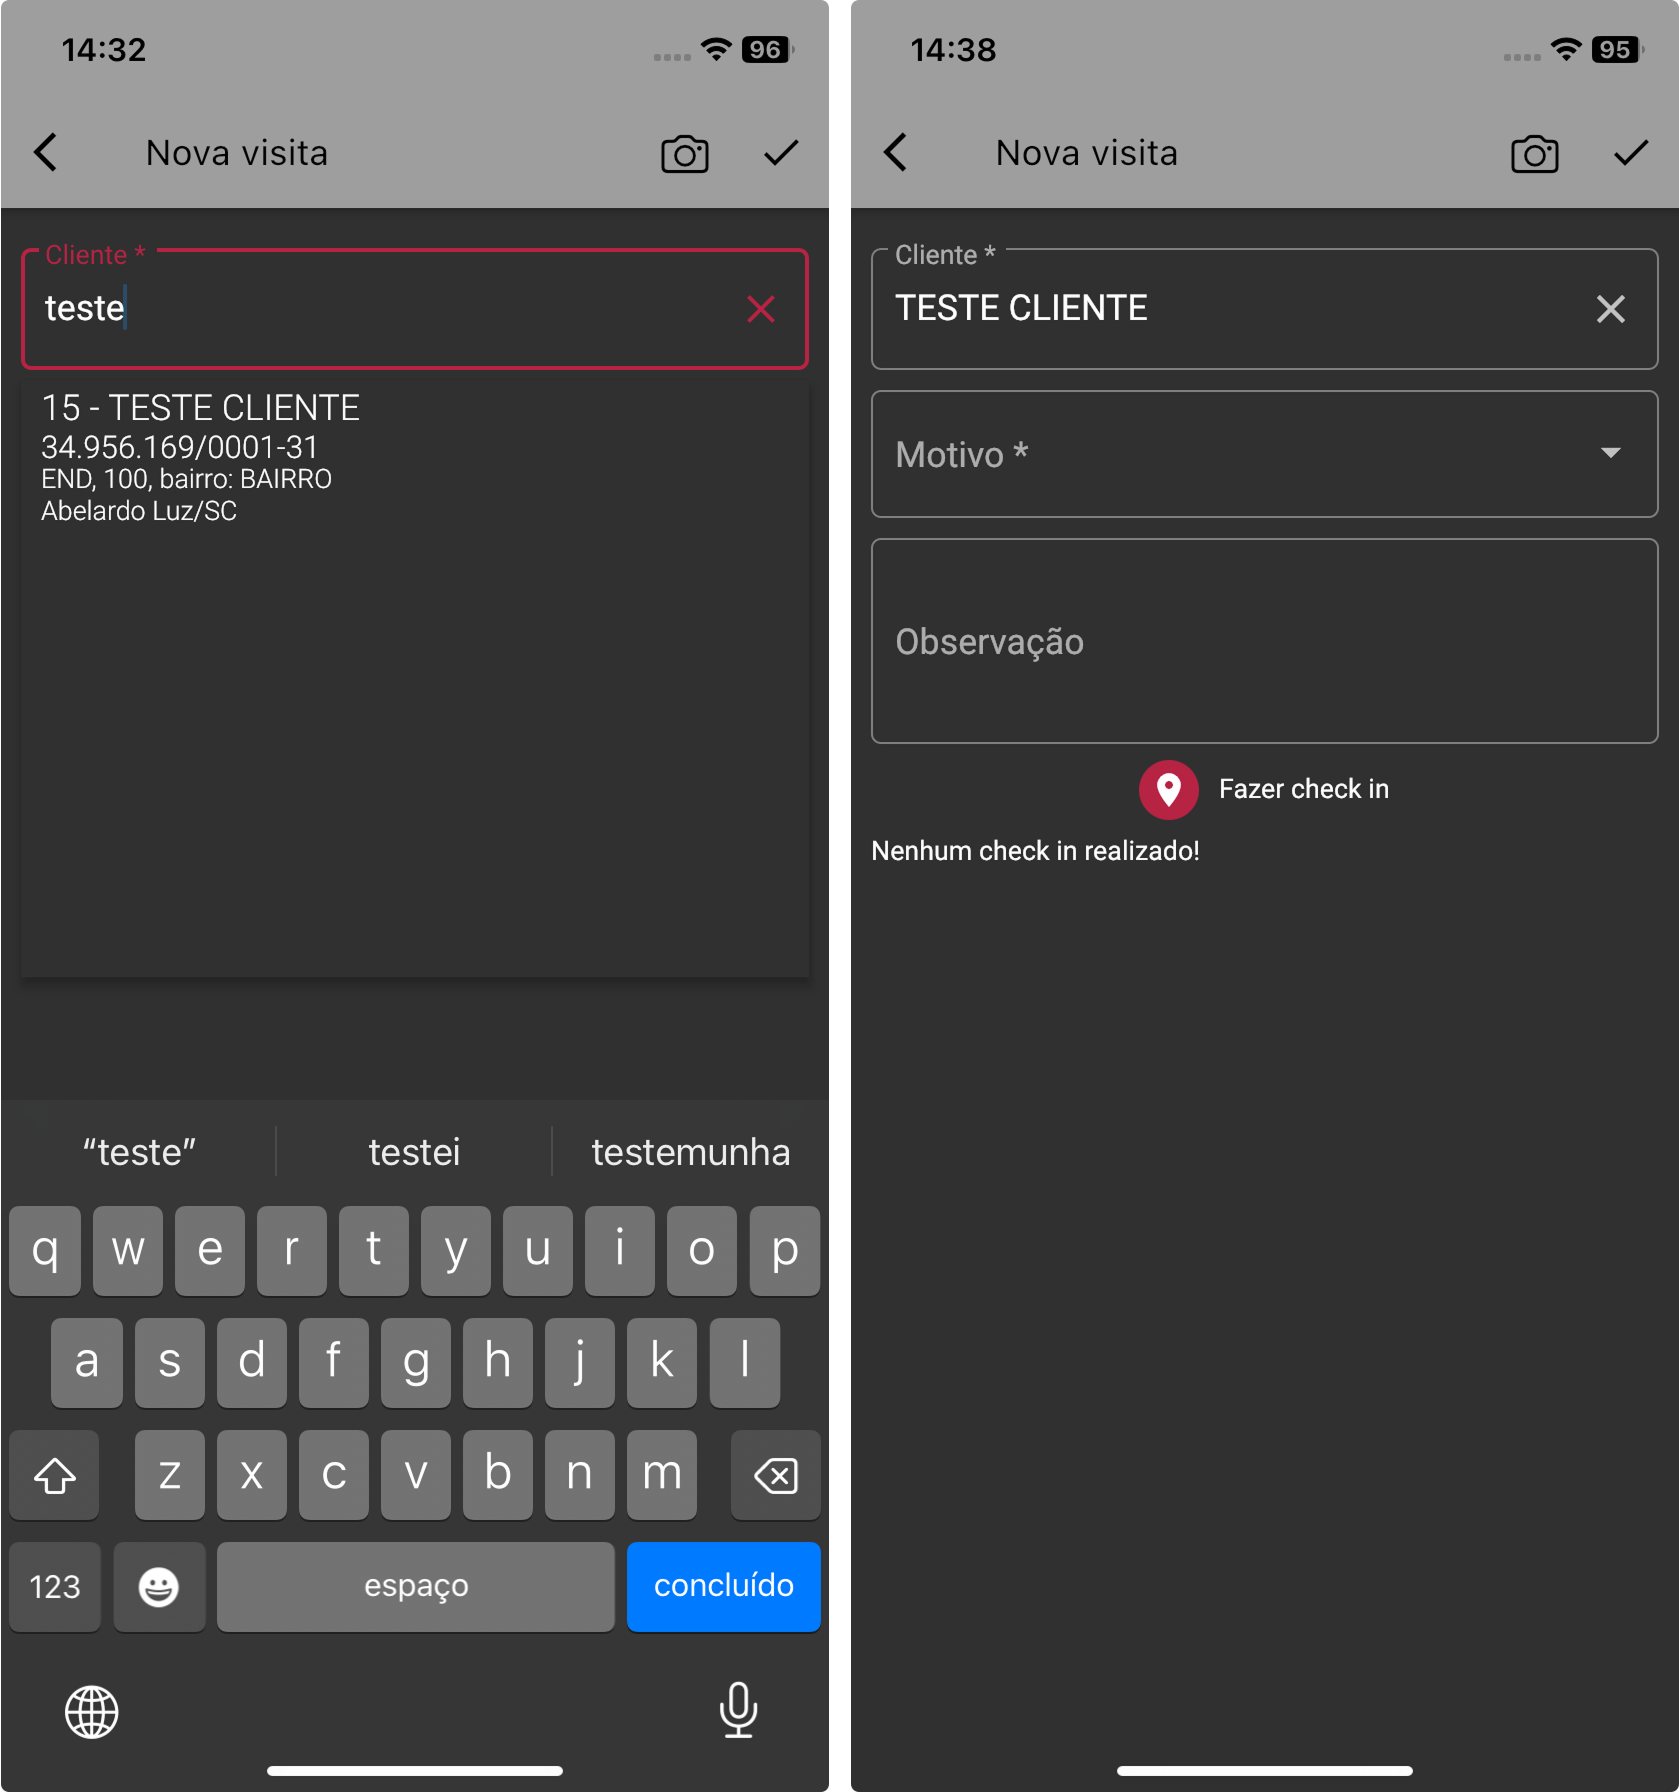 14:32
96
Nova visita
Cliente *
teste
15 - TESTE CLIENTE
34.956.169/0001-31
END, 100, bairro: BAIRRO
Abelardo Luz/SC
“teste”
testei
testemunha
q w e r t y u i o p
a s d f g h j k l
z x c v b n m
123
espaço
concluído
14:38
95
Nova visita
Cliente *
TESTE CLIENTE
Motivo *
Observação
Fazer check in
Nenhum check in realizado!